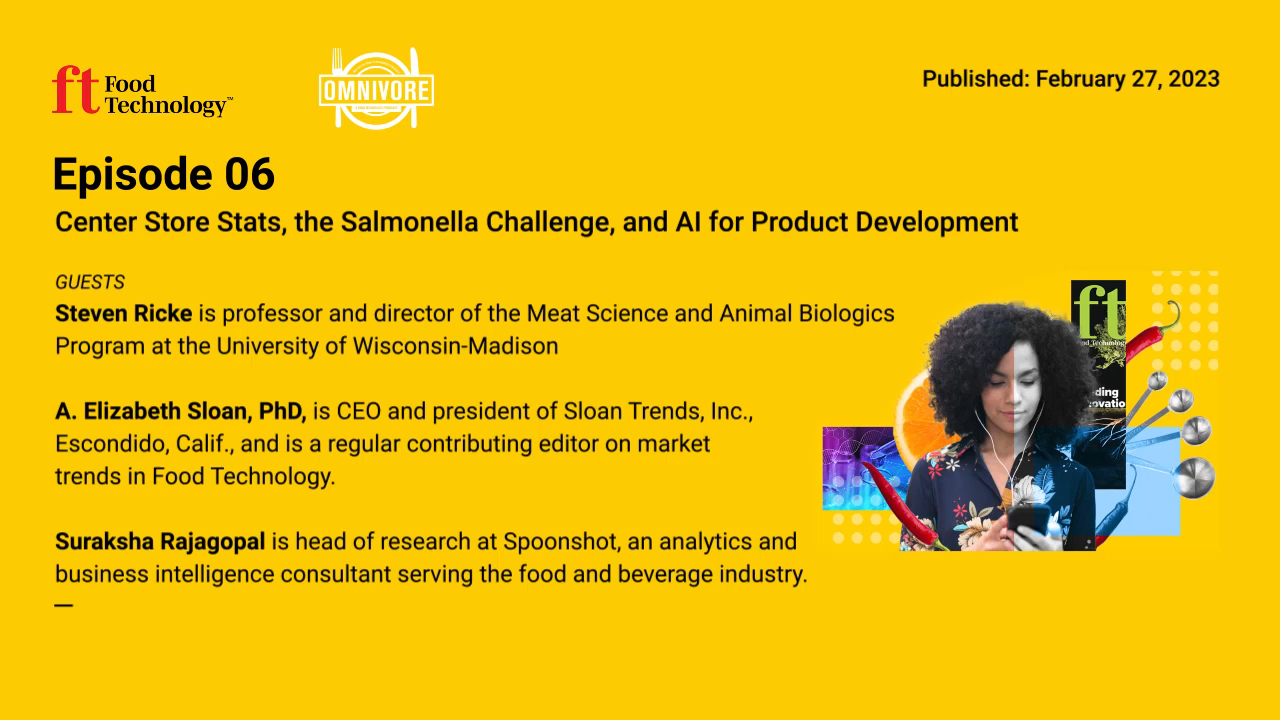 ft Food
Technology™
OMNIVORE
Published: February 27, 2023
Episode 06
Center Store Stats, the Salmonella Challenge, and AI for Product Development
GUESTS
Steven Ricke is professor and director of the Meat Science and Animal Biologics
Program at the University of Wisconsin-Madison
A. Elizabeth Sloan, PhD, is CEO and president of Sloan Trends, Inc.,
Escondido, Calif., and is a regular contributing editor on market
trends in Food Technology.
Suraksha Rajagopal is head of research at Spoonshot, an analytics and
business intelligence consultant serving the food and beverage industry.
—
ft